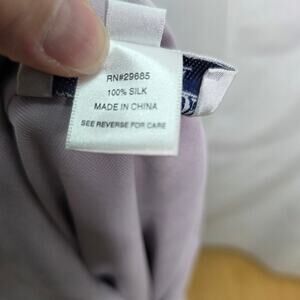 RN#29685
100% SILK
MADE IN CHINA
SEE REVERSE FOR CARE